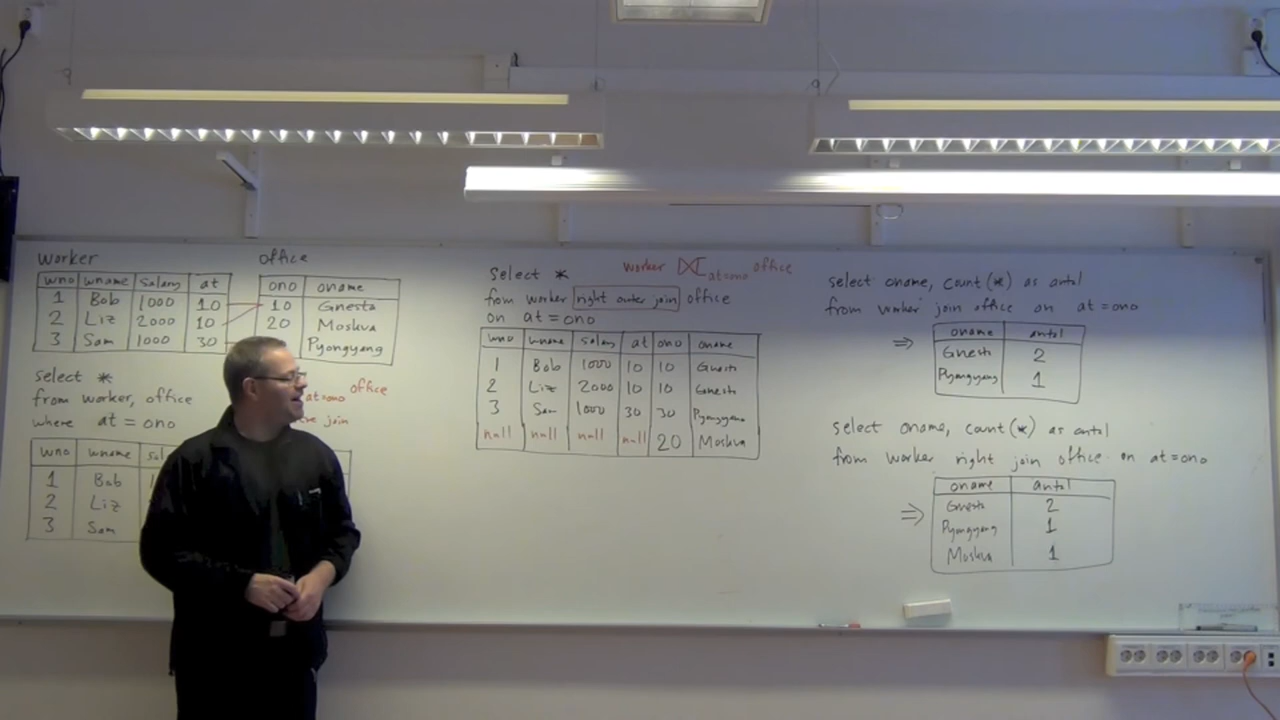 worker
wno wname salary at
1 Bob 1000 10
2 Liz 2000 10
3 Sam 1000 30
office
ono oname
10 Gnesta
20 Moskva
Pyongyang
select *
from worker, office
where at = ono
at=ono office
join
wno wname
1 Bob
2 Liz
3 Sam
select *
worker ⟖ at=ono office
from worker right outer join office
on at = ono
wno wname salary at ono oname
1 Bob 1000 10 10 Gnesta
2 Liz 2000 10 10 Gnesta
3 Sam 1000 30 30 Pyongyang
null null null null 20 Moskva
select oname, count(*) as antal
from worker join office on at=ono
⇒
oname antal
Gnesta 2
Pyongyang 1
select oname, count(*) as antal
from worker right join office on at=ono
⇒
oname antal
Gnesta 2
Pyongyang 1
Moskva 1